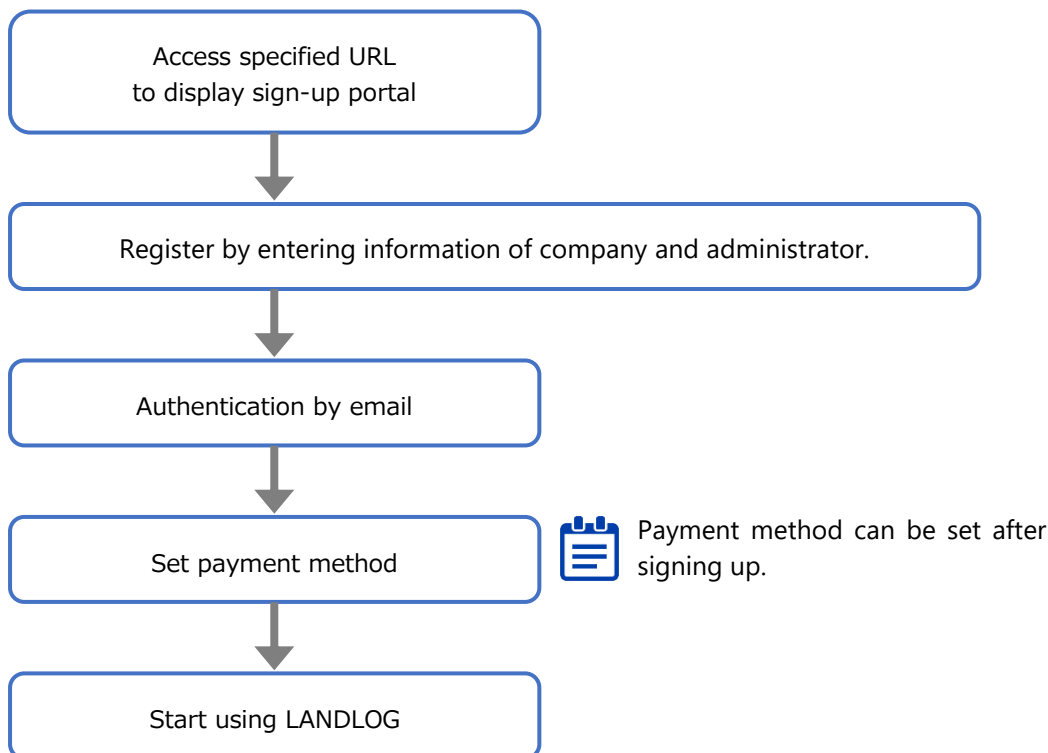 Access specified URL
to display sign-up portal
Register by entering information of company and administrator.
Authentication by email
Set payment method
Payment method can be set after
signing up.
Start using LANDLOG